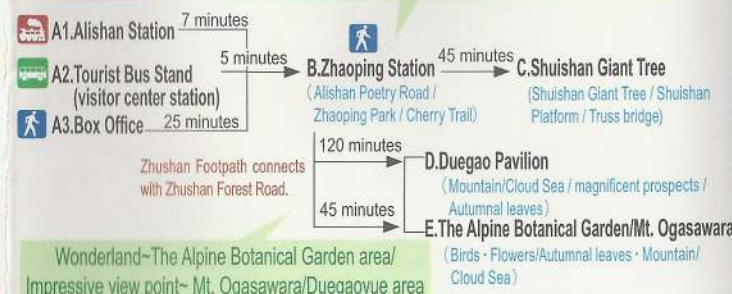 A1.Alishan Station 7 minutes
A2.Tourist Bus Stand 5 minutes
(visitor center station)
A3.Box Office 25 minutes
B.Zhaoping Station 45 minutes
(Alishan Poetry Road /
Zhaoping Park / Cherry Trail)
C.Shuishan Giant Tree
(Shuishan Giant Tree / Shuishan
Platform / Truss bridge)
120 minutes
D.Duegao Pavilion
(Mountain/Cloud Sea / magnificent prospects /
Autumnal leaves)
Zhushan Footpath connects
with Zhushan Forest Road.
45 minutes
E.The Alpine Botanical Garden/Mt. Ogasawara
(Birds・Flowers/Autumnal leaves・Mountain/
Cloud Sea)
Wonderland~The Alpine Botanical Garden area/
Impressive view point~ Mt. Ogasawara/Duegaoyue area